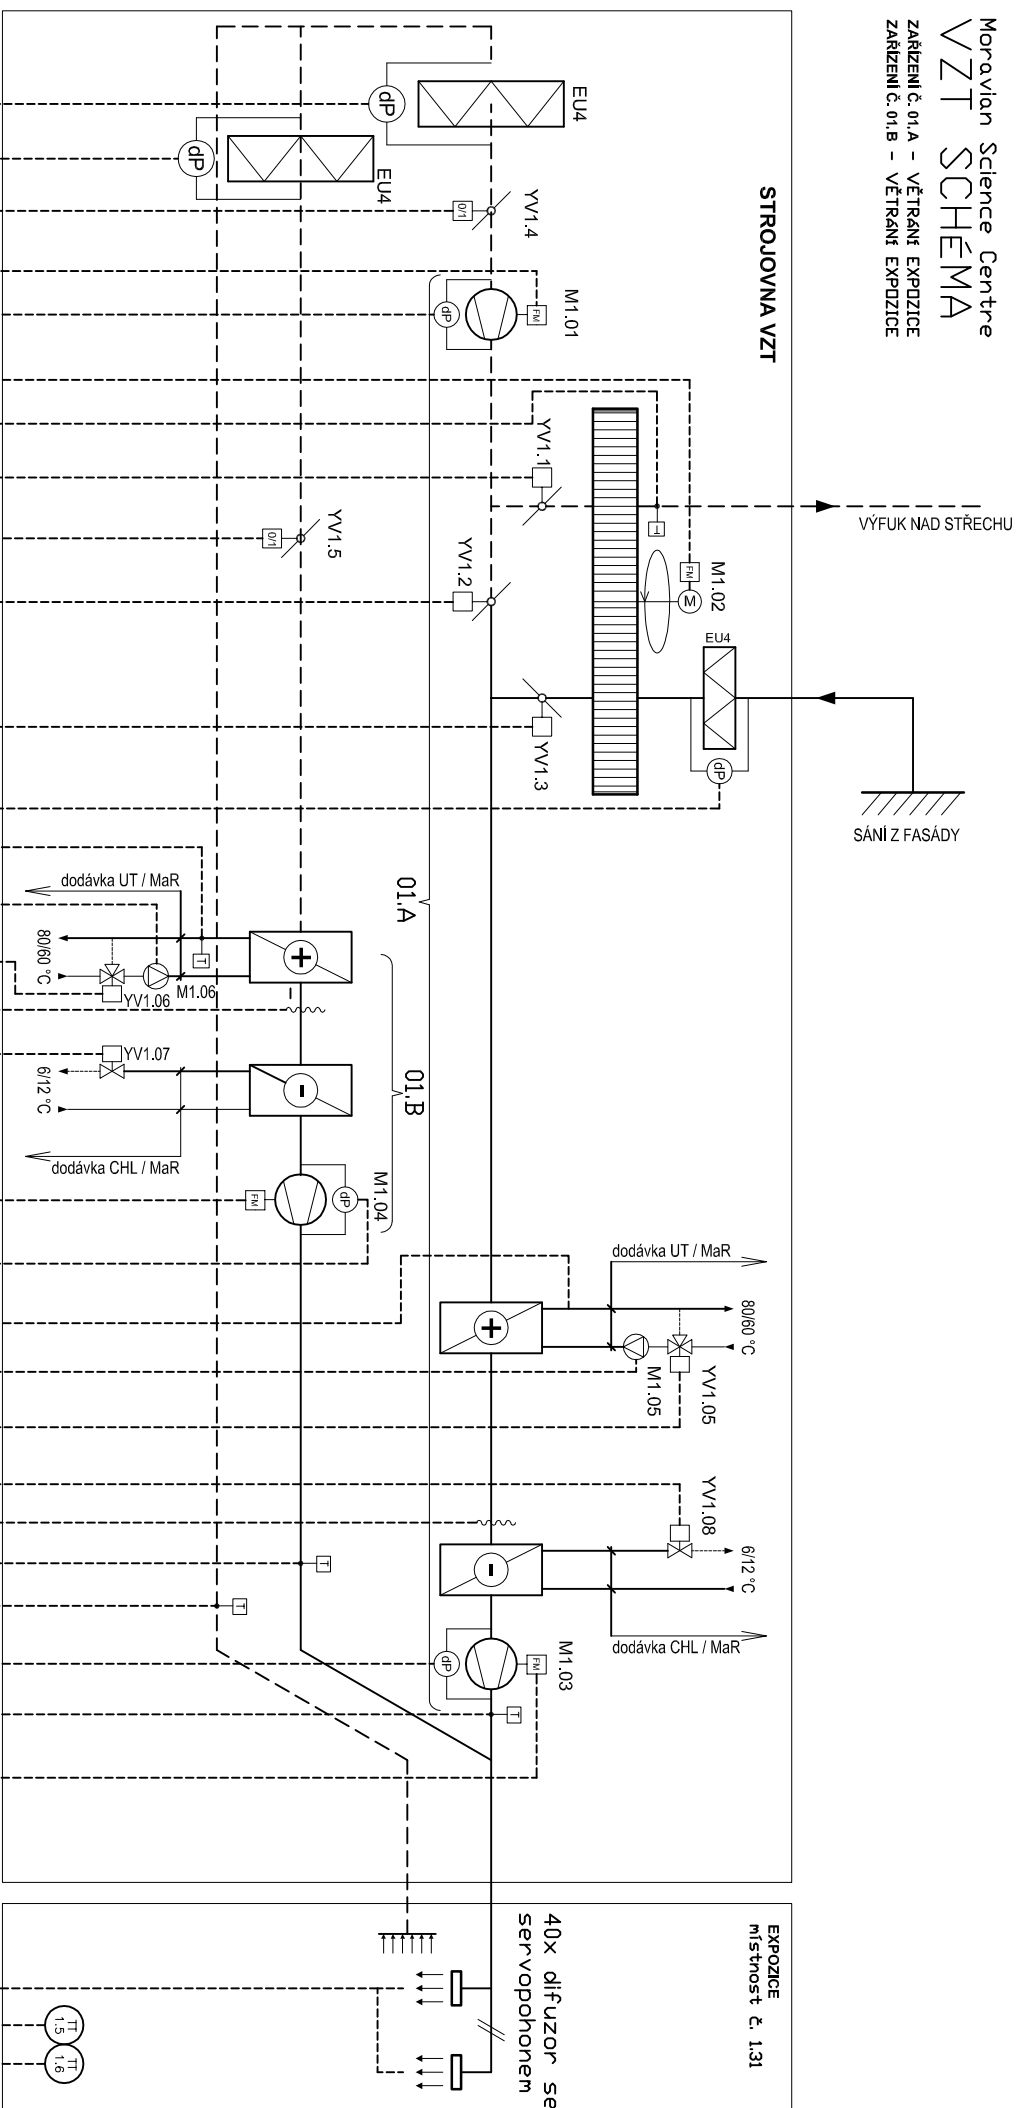 Moravian Science Centre
VZT SCHÉMA
ZAŘÍZENÍ Č. 01.A - VĚTRÁNÍ EXPOZICE
ZAŘÍZENÍ Č. 01.B - VĚTRÁNÍ EXPOZICE
STROJOVNA VZT
EU4
dP
EU4
dP
YV1.4
0/1
M1.01
FM
dP
YV1.1
T
VÝFUK NAD STŘECHU
YV1.5
0/1
YV1.2
M1.02
FM
M
EU4
dP
YV1.3
SÁNÍ Z FASÁDY
01.A
dodávka UT / MaR
80/60 °C
T
M1.06
YV1.06
+
01.B
YV1.07
6/12 °C
-
dodávka CHL / MaR
M1.04
dP
FM
dodávka UT / MaR
80/60 °C
+
M1.05
YV1.05
YV1.08
6/12 °C
-
dodávka CHL / MaR
T
T
M1.03
FM
dP
T
EXPOZICE
místnost č. 1.31
40x difuzor se
servopohonem
TT
1.5
TT
1.6